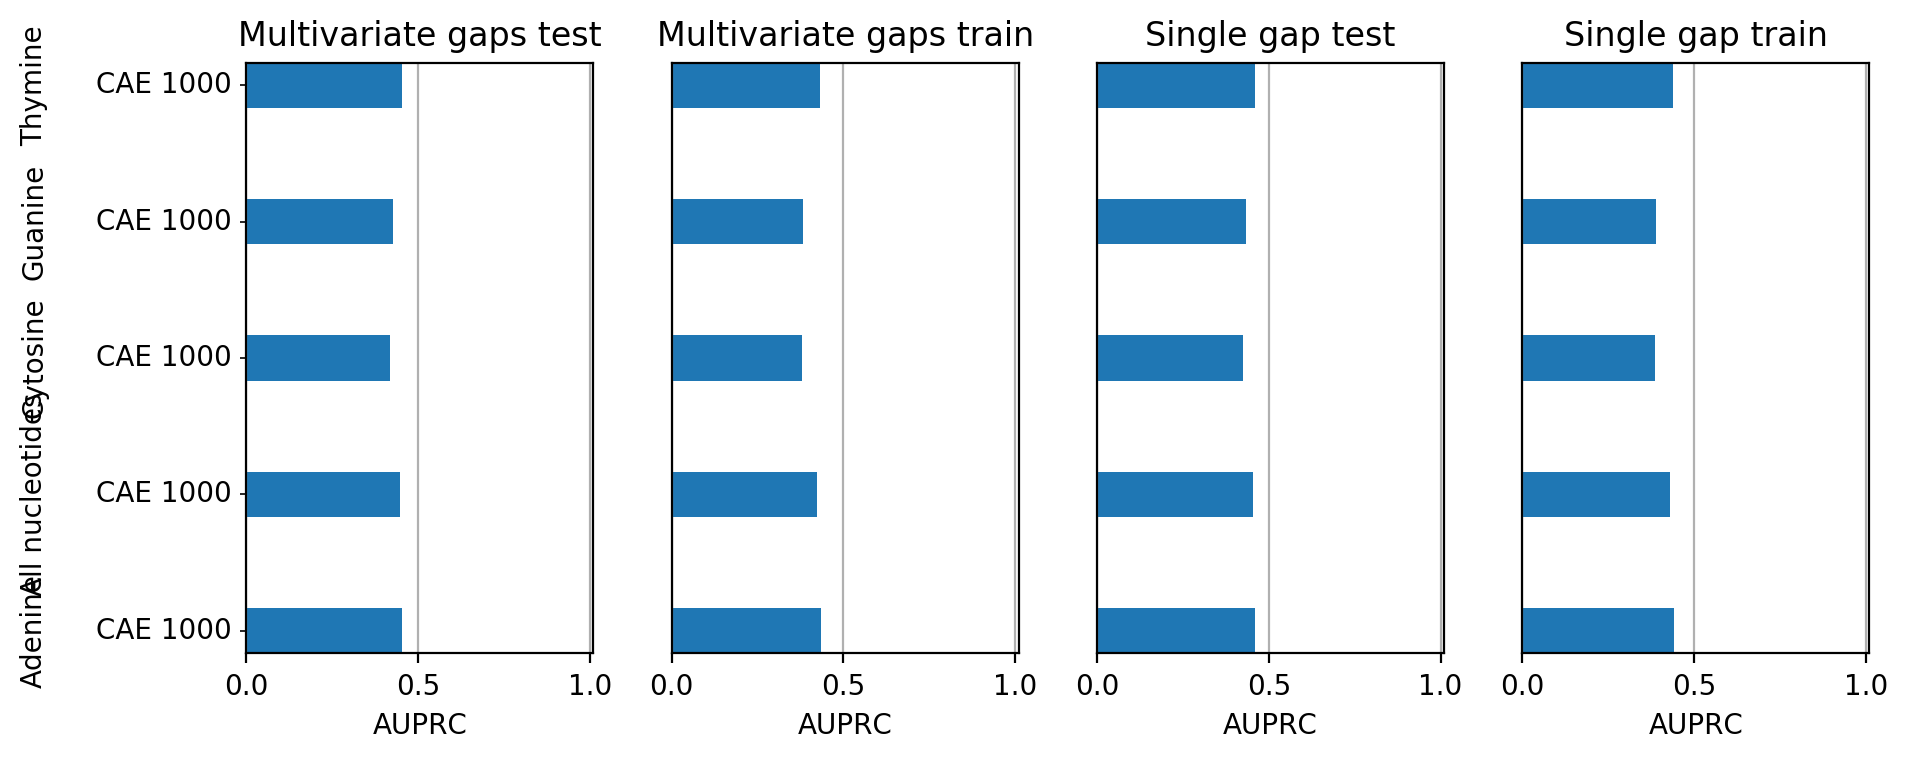 Multivariate gaps test
Multivariate gaps train
Single gap test
Single gap train
Thymine
CAE 1000
Guanine
CAE 1000
Cytosine
CAE 1000
All nucleotides
CAE 1000
Adenine
CAE 1000
0.0 0.5 1.0
0.0 0.5 1.0
0.0 0.5 1.0
0.0 0.5 1.0
AUPRC
AUPRC
AUPRC
AUPRC